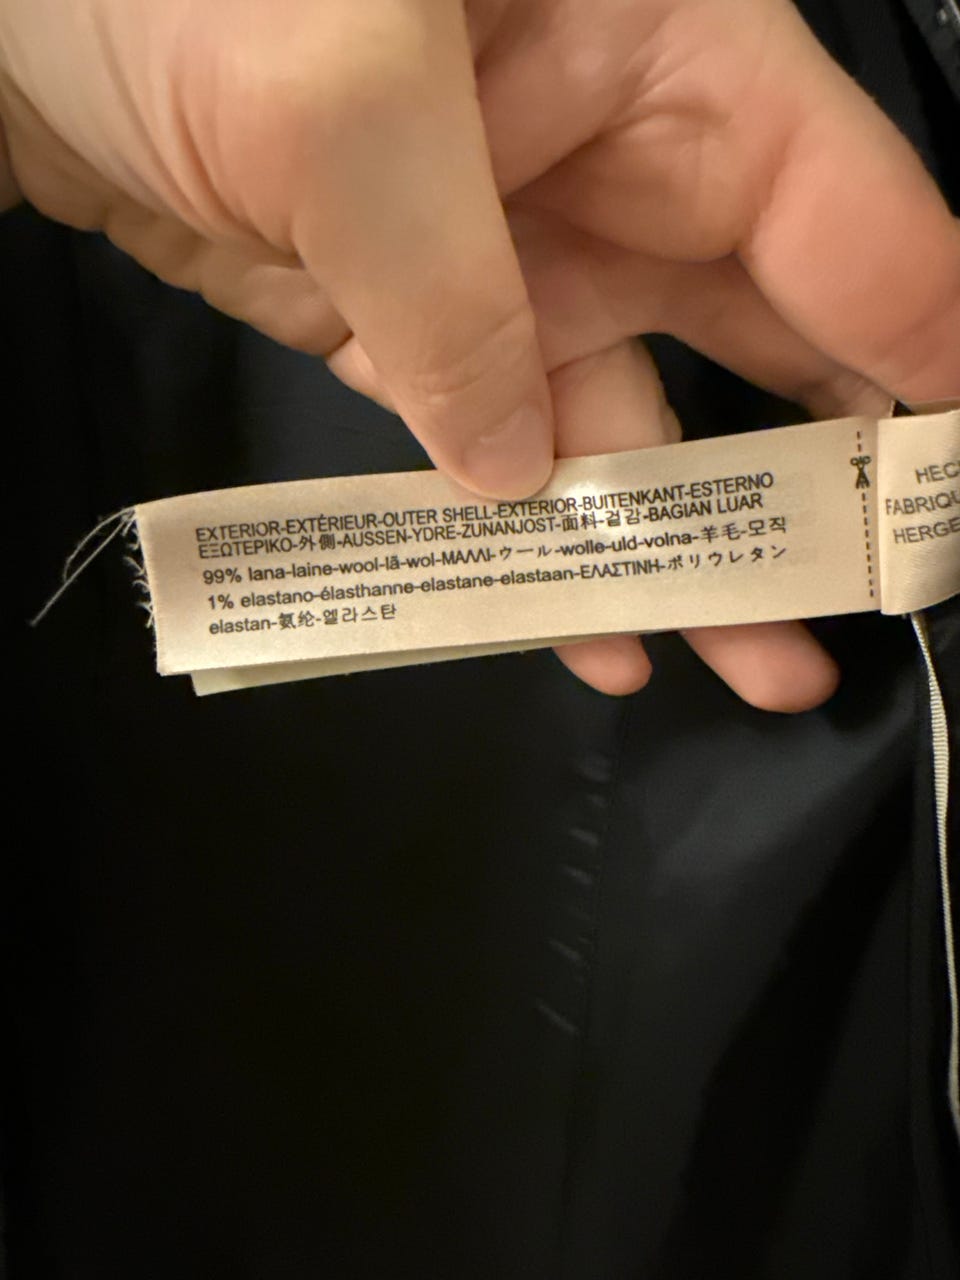 EXTERIOR-EXTÉRIEUR-OUTER SHELL-EXTERIOR-BUITENKANT-ESTERNO
ΕΞΩΤΕΡΙΚΟ-外側-AUSSEN-YDRE-ZUNANJOST-面料-겉감-BAGIAN LUAR
99% lana-laine-wool-lã-wol-ΜΑΛΛΙ-ウール-wolle-uld-volna-羊毛-모직
1% elastano-élasthanne-elastane-elastaan-ΕΛΑΣΤΙΝΗ-ポリウレタン
elastan-氨纶-엘라스탄
HEC
FABRIQU
HERGE